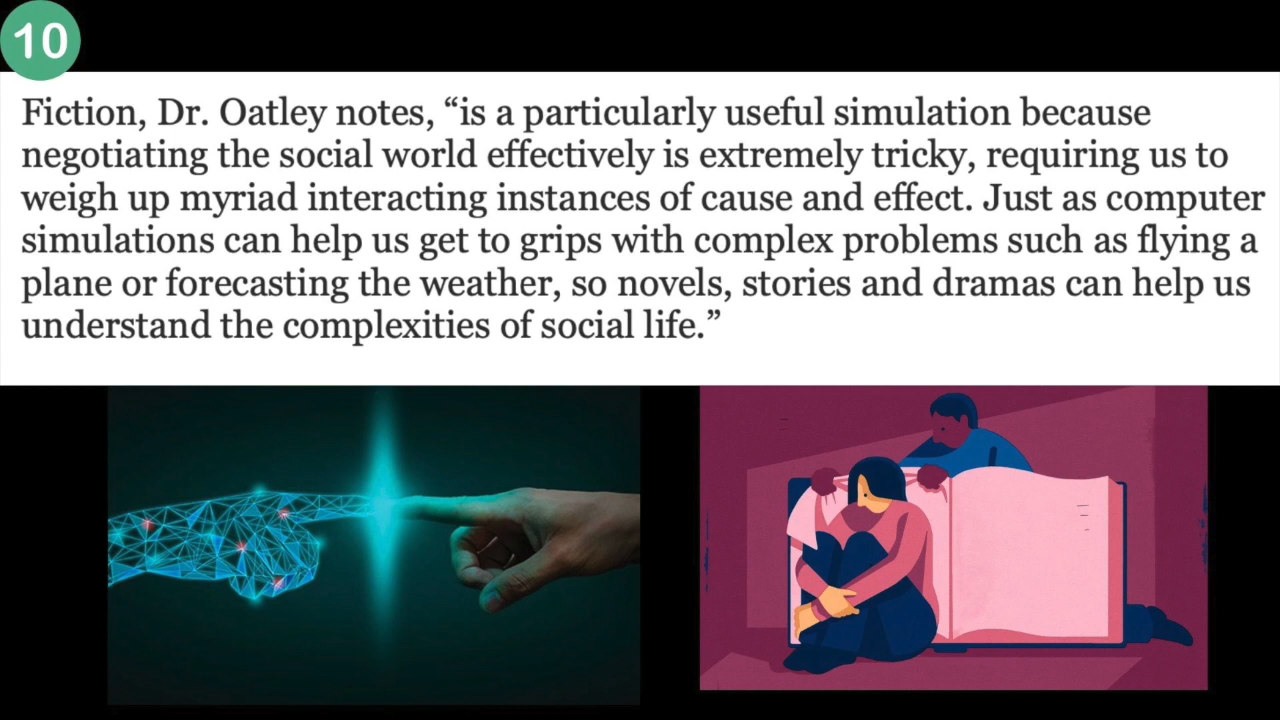 10
Fiction, Dr. Oatley notes, “is a particularly useful simulation because
negotiating the social world effectively is extremely tricky, requiring us to
weigh up myriad interacting instances of cause and effect. Just as computer
simulations can help us get to grips with complex problems such as flying a
plane or forecasting the weather, so novels, stories and dramas can help us
understand the complexities of social life.”